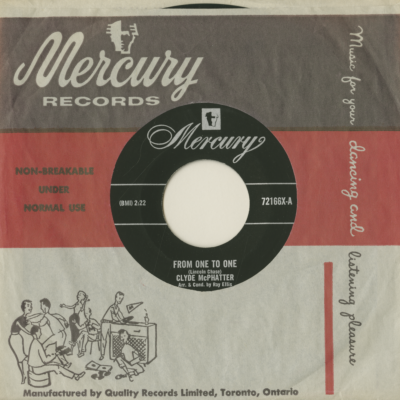 Mercury
RECORDS
Music for your dancing and listening pleasure
NON-BREAKABLE
UNDER
NORMAL USE
Mercury
(BMI) 2:22
72166X-A
FROM ONE TO ONE
(Lincoln Chase)
CLYDE McPHATTER
Arr. & Cond. by Ray Ellis
Manufactured by Quality Records Limited, Toronto, Ontario